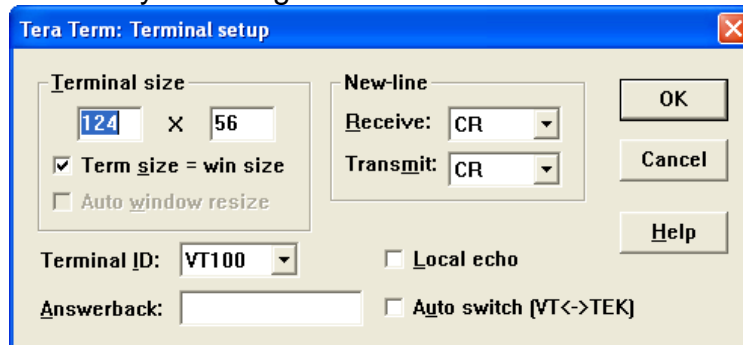 Tera Term: Terminal setup
Terminal size
124 X 56
Term size = win size
Auto window resize
New-line
Receive: CR
Transmit: CR
OK
Cancel
Help
Terminal ID: VT100
Local echo
Answerback:
Auto switch (VT<->TEK)